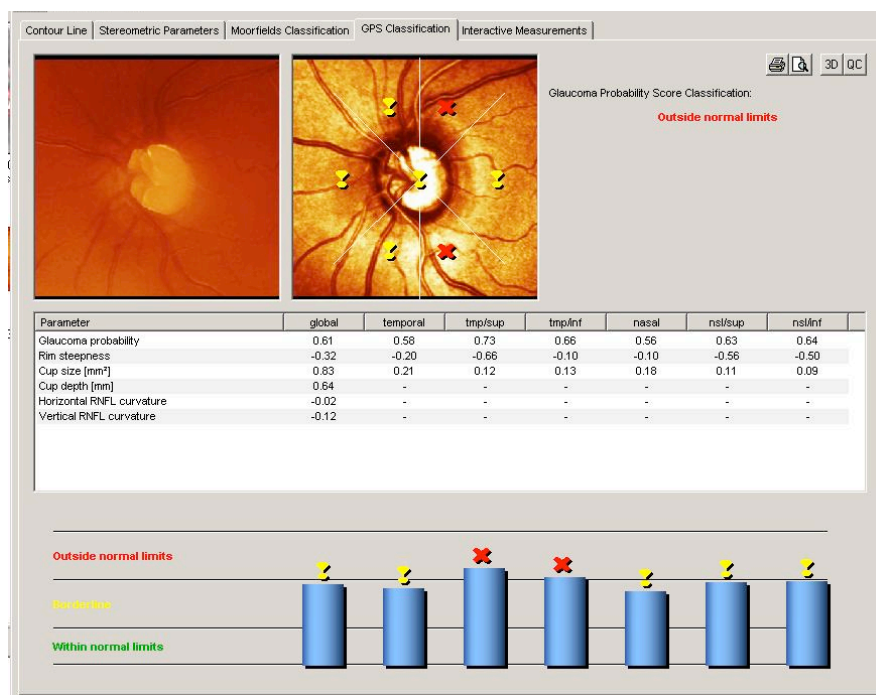 Contour Line Stereometric Parameters Moorfields Classification GPS Classification Interactive Measurements
3D QC
Glaucoma Probability Score Classification:
Outside normal limits
Parameter global temporal tmp/sup tmp/inf nasal nsl/sup nsl/inf
Glaucoma probability 0.61 0.58 0.73 0.66 0.56 0.63 0.64
Rim steepness -0.32 -0.20 -0.66 -0.10 -0.10 -0.56 -0.50
Cup size [mm²] 0.83 0.21 0.12 0.13 0.18 0.11 0.09
Cup depth [mm] 0.64 - - - - - -
Horizontal RNFL curvature -0.02 - - - - - -
Vertical RNFL curvature -0.12 - - - - - -
Outside normal limits
Borderline
Within normal limits